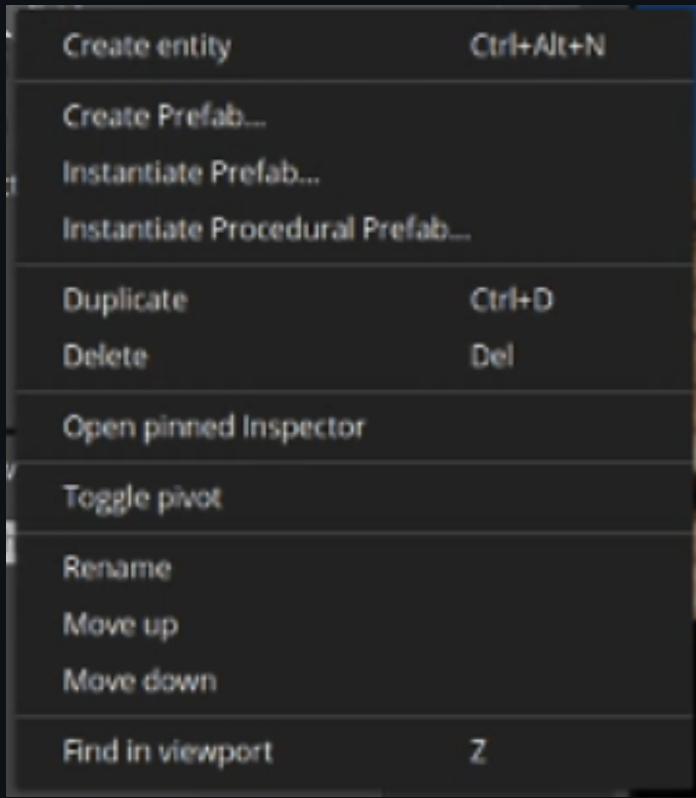 Create entity Ctrl+Alt+N
Create Prefab...
Instantiate Prefab...
Instantiate Procedural Prefab...
Duplicate Ctrl+D
Delete Del
Open pinned Inspector
Toggle pivot
Rename
Move up
Move down
Find in viewport Z